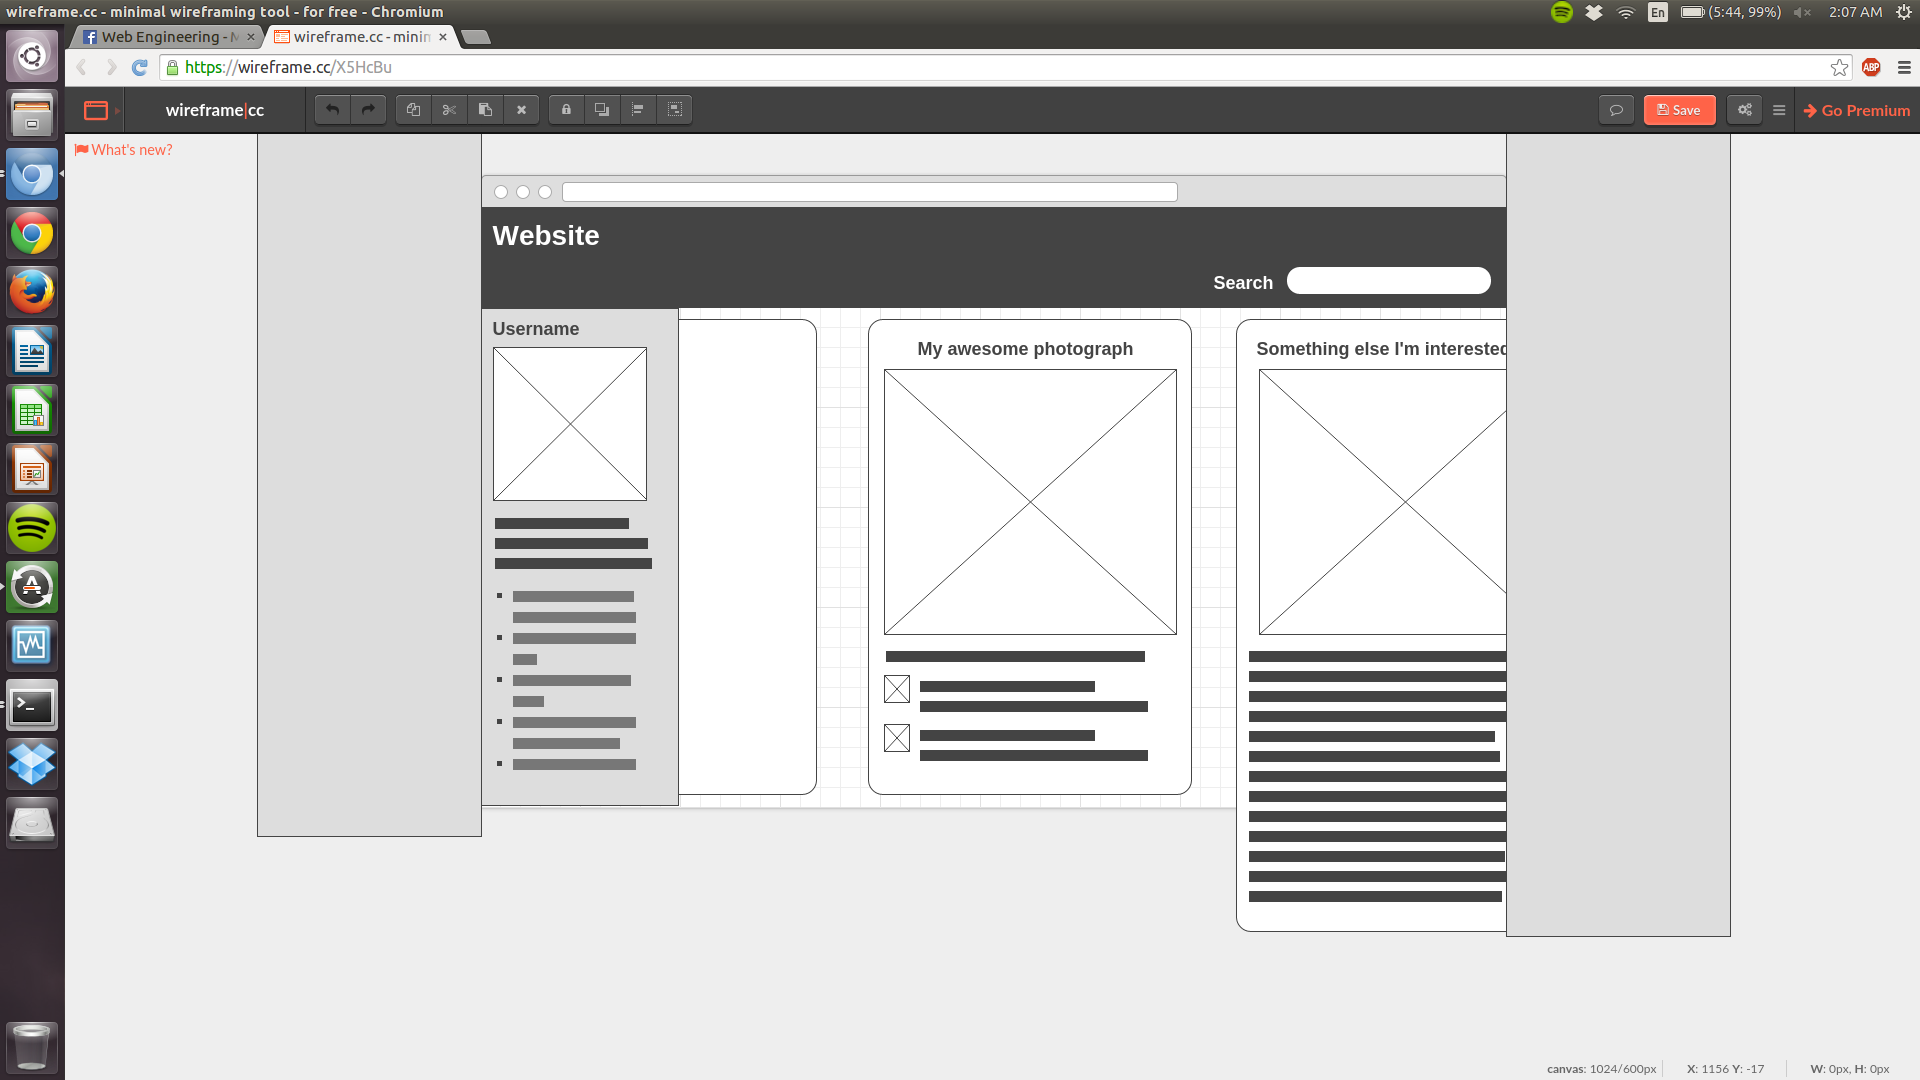 wireframe.cc - minimal wireframing tool - for free - Chromium
En
(5:44, 99%)
2:07 AM
Web Engineering - M
wireframe.cc - minin
https://wireframe.cc/X5HcBu
ABP
wireframe|cc
Save
Go Premium
What's new?
Website
Search
Username
My awesome photograph
Something else I'm interested
canvas: 1024/600px
X: 1156 Y: -17
W: 0px, H: 0px